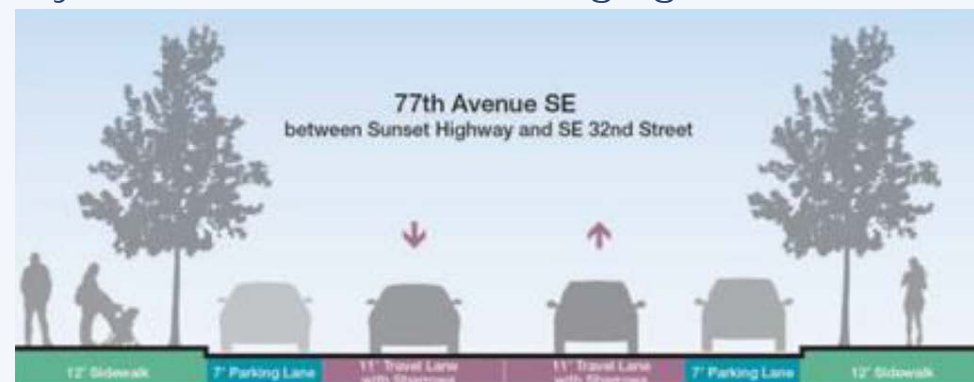 77th Avenue SE
between Sunset Highway and SE 32nd Street
12' Sidewalk
7' Parking Lane
11' Travel Lane
with Sharrows
11' Travel Lane
with Sharrows
7' Parking Lane
12' Sidewalk